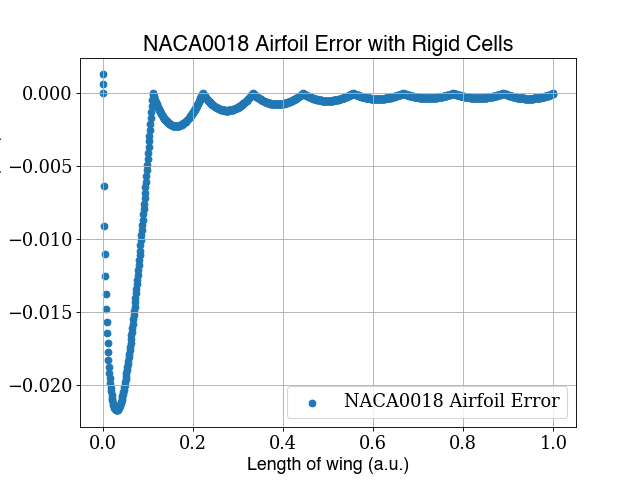 NACA0018 Airfoil Error with Rigid Cells
0.000
−0.005
−0.010
−0.015
−0.020
NACA0018 Airfoil Error
0.0 0.2 0.4 0.6 0.8 1.0
Length of wing (a.u.)